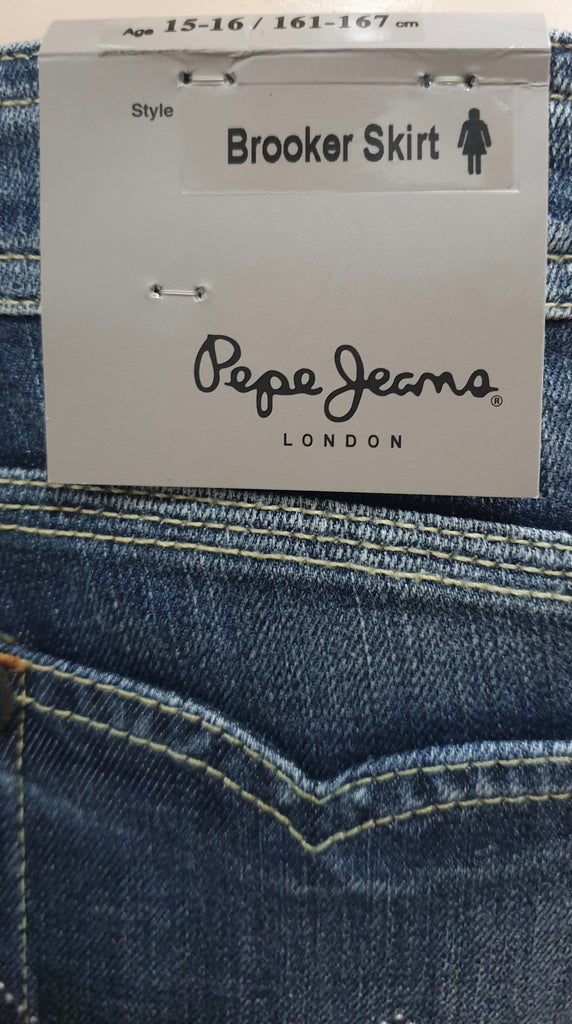 Age 15-16 / 161-167 cm
Style
Brooker Skirt
Pepe Jeans®
LONDON